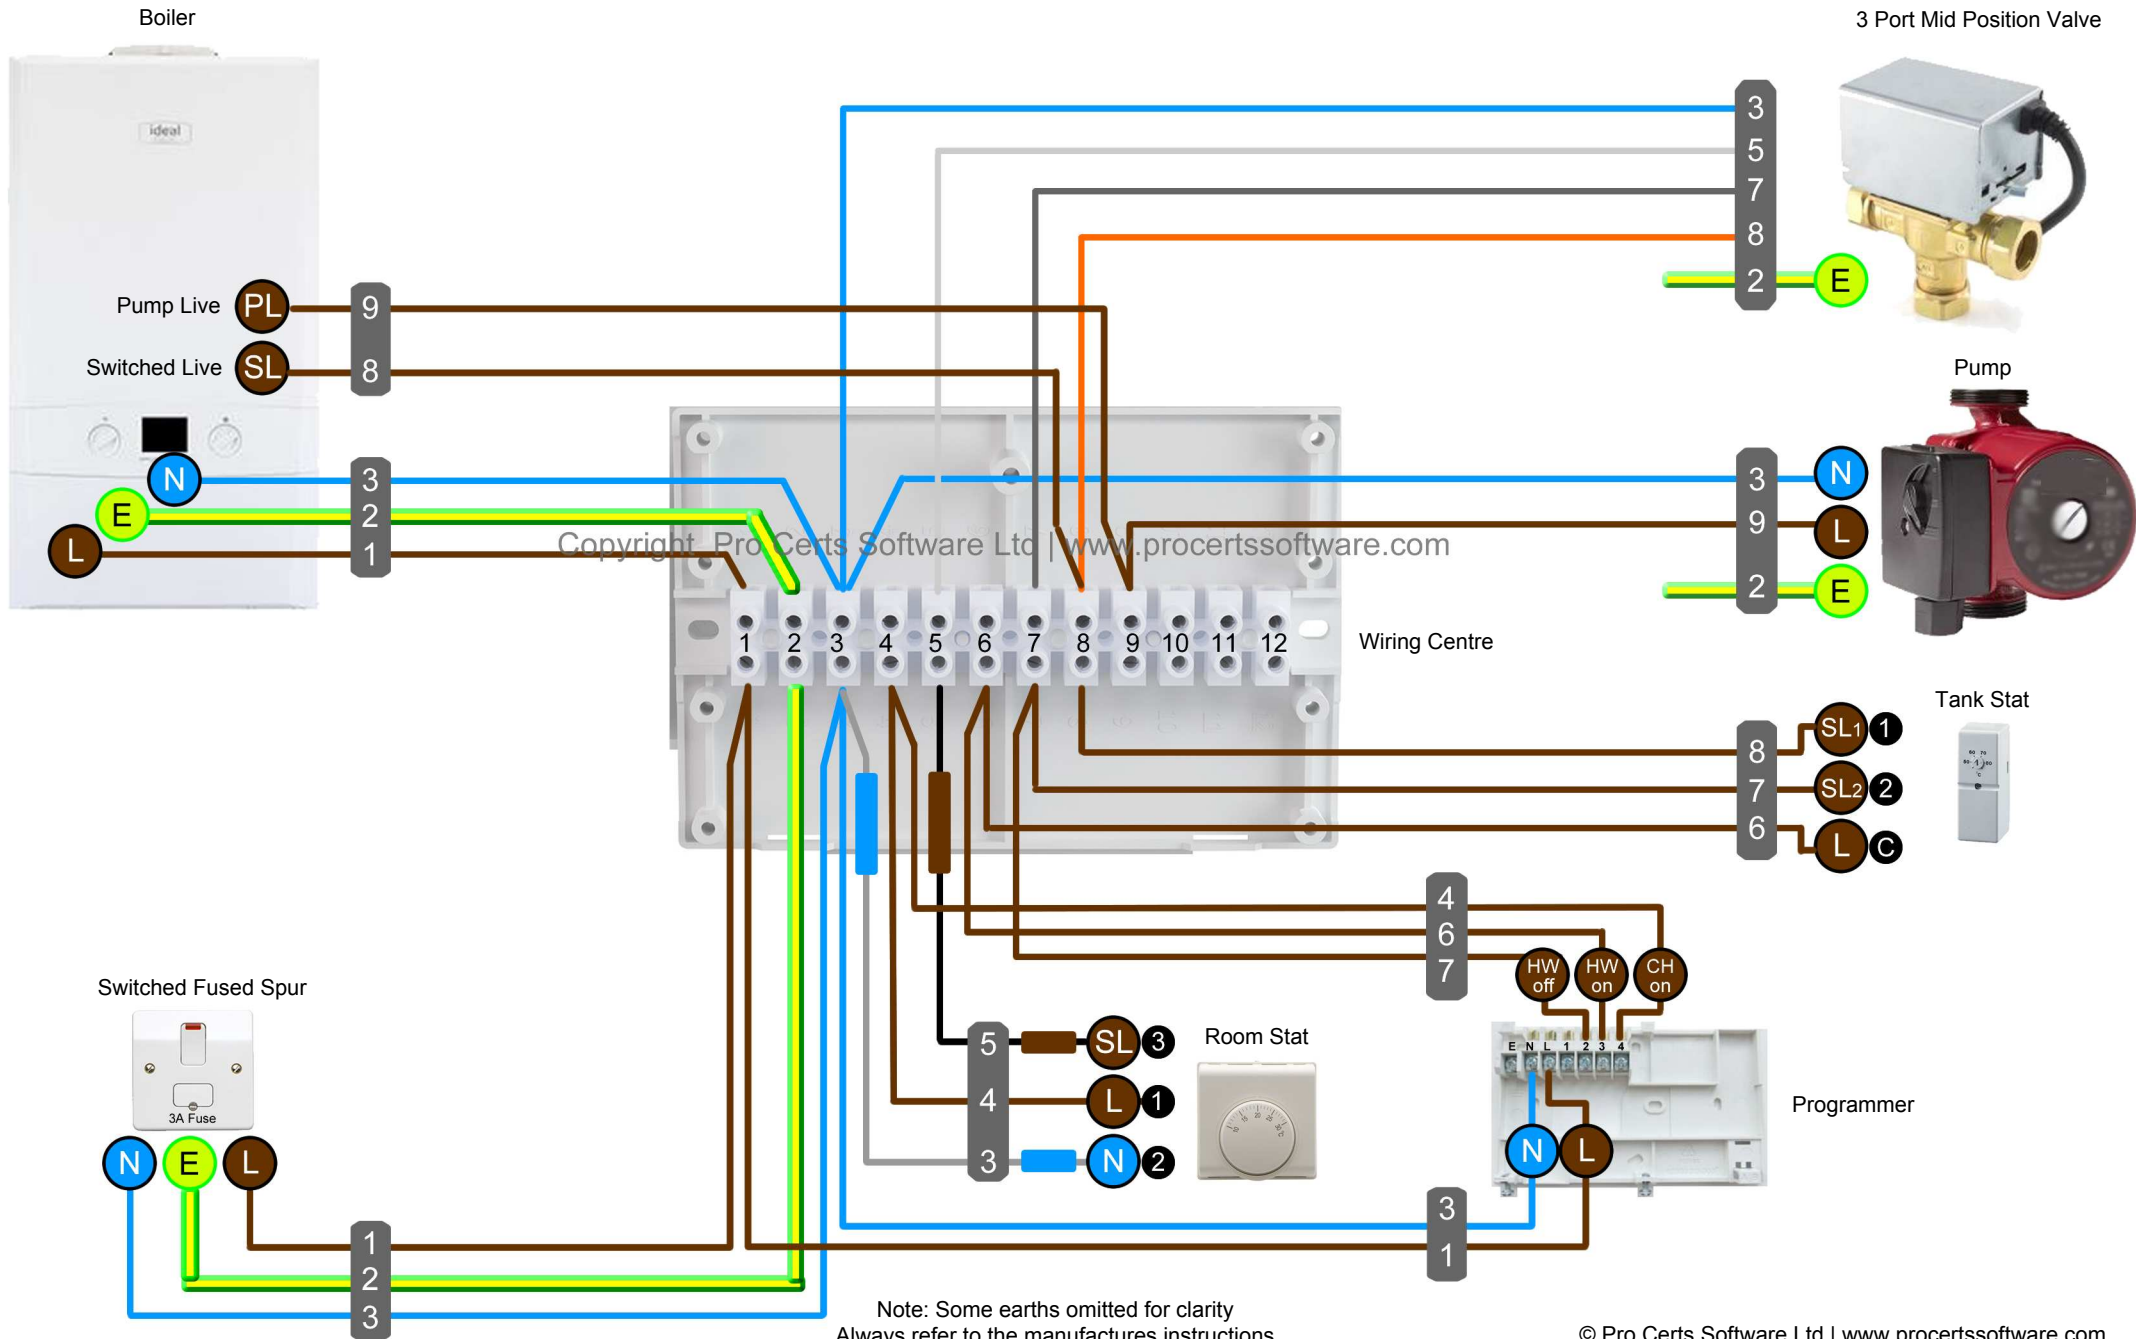 Boiler
3 Port Mid Position Valve
ideal
3
5
7
8
2 E
Pump Live PL 9
Switched Live SL 8
Pump
N 3
E 2
L 1
3 N
9 L
2 E
Copyright Pro Certs Software Ltd | www.procertssoftware.com
1 2 3 4 5 6 7 8 9 10 11 12
Wiring Centre
Tank Stat
8 SL1 1
7 SL2 2
6 L C
4
6
7
HW off
HW on
CH on
Switched Fused Spur
3A Fuse
N E L
5 SL 3
4 L 1
3 N 2
Room Stat
E N L 1 2 3 4
Programmer
N L
3
1
1
2
3
Note: Some earths omitted for clarity
Always refer to the manufactures instructions
© Pro Certs Software Ltd | www.procertssoftware.com